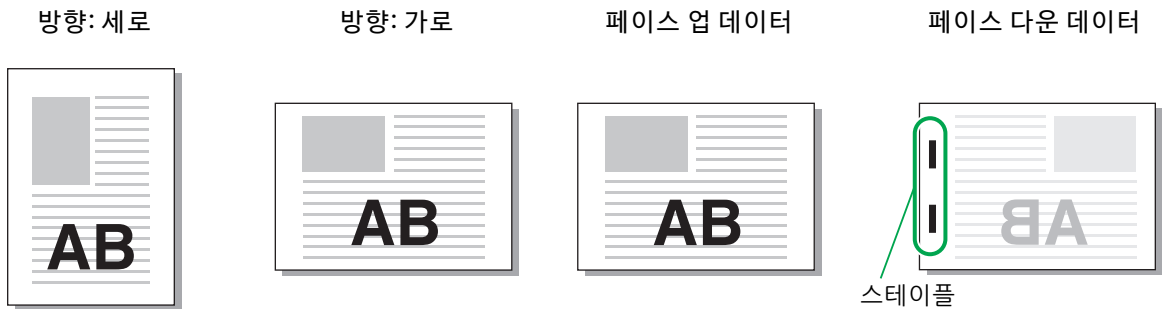 방향: 세로
방향: 가로
페이스 업 데이터
페이스 다운 데이터
AB
AB
AB
AB
스테이플